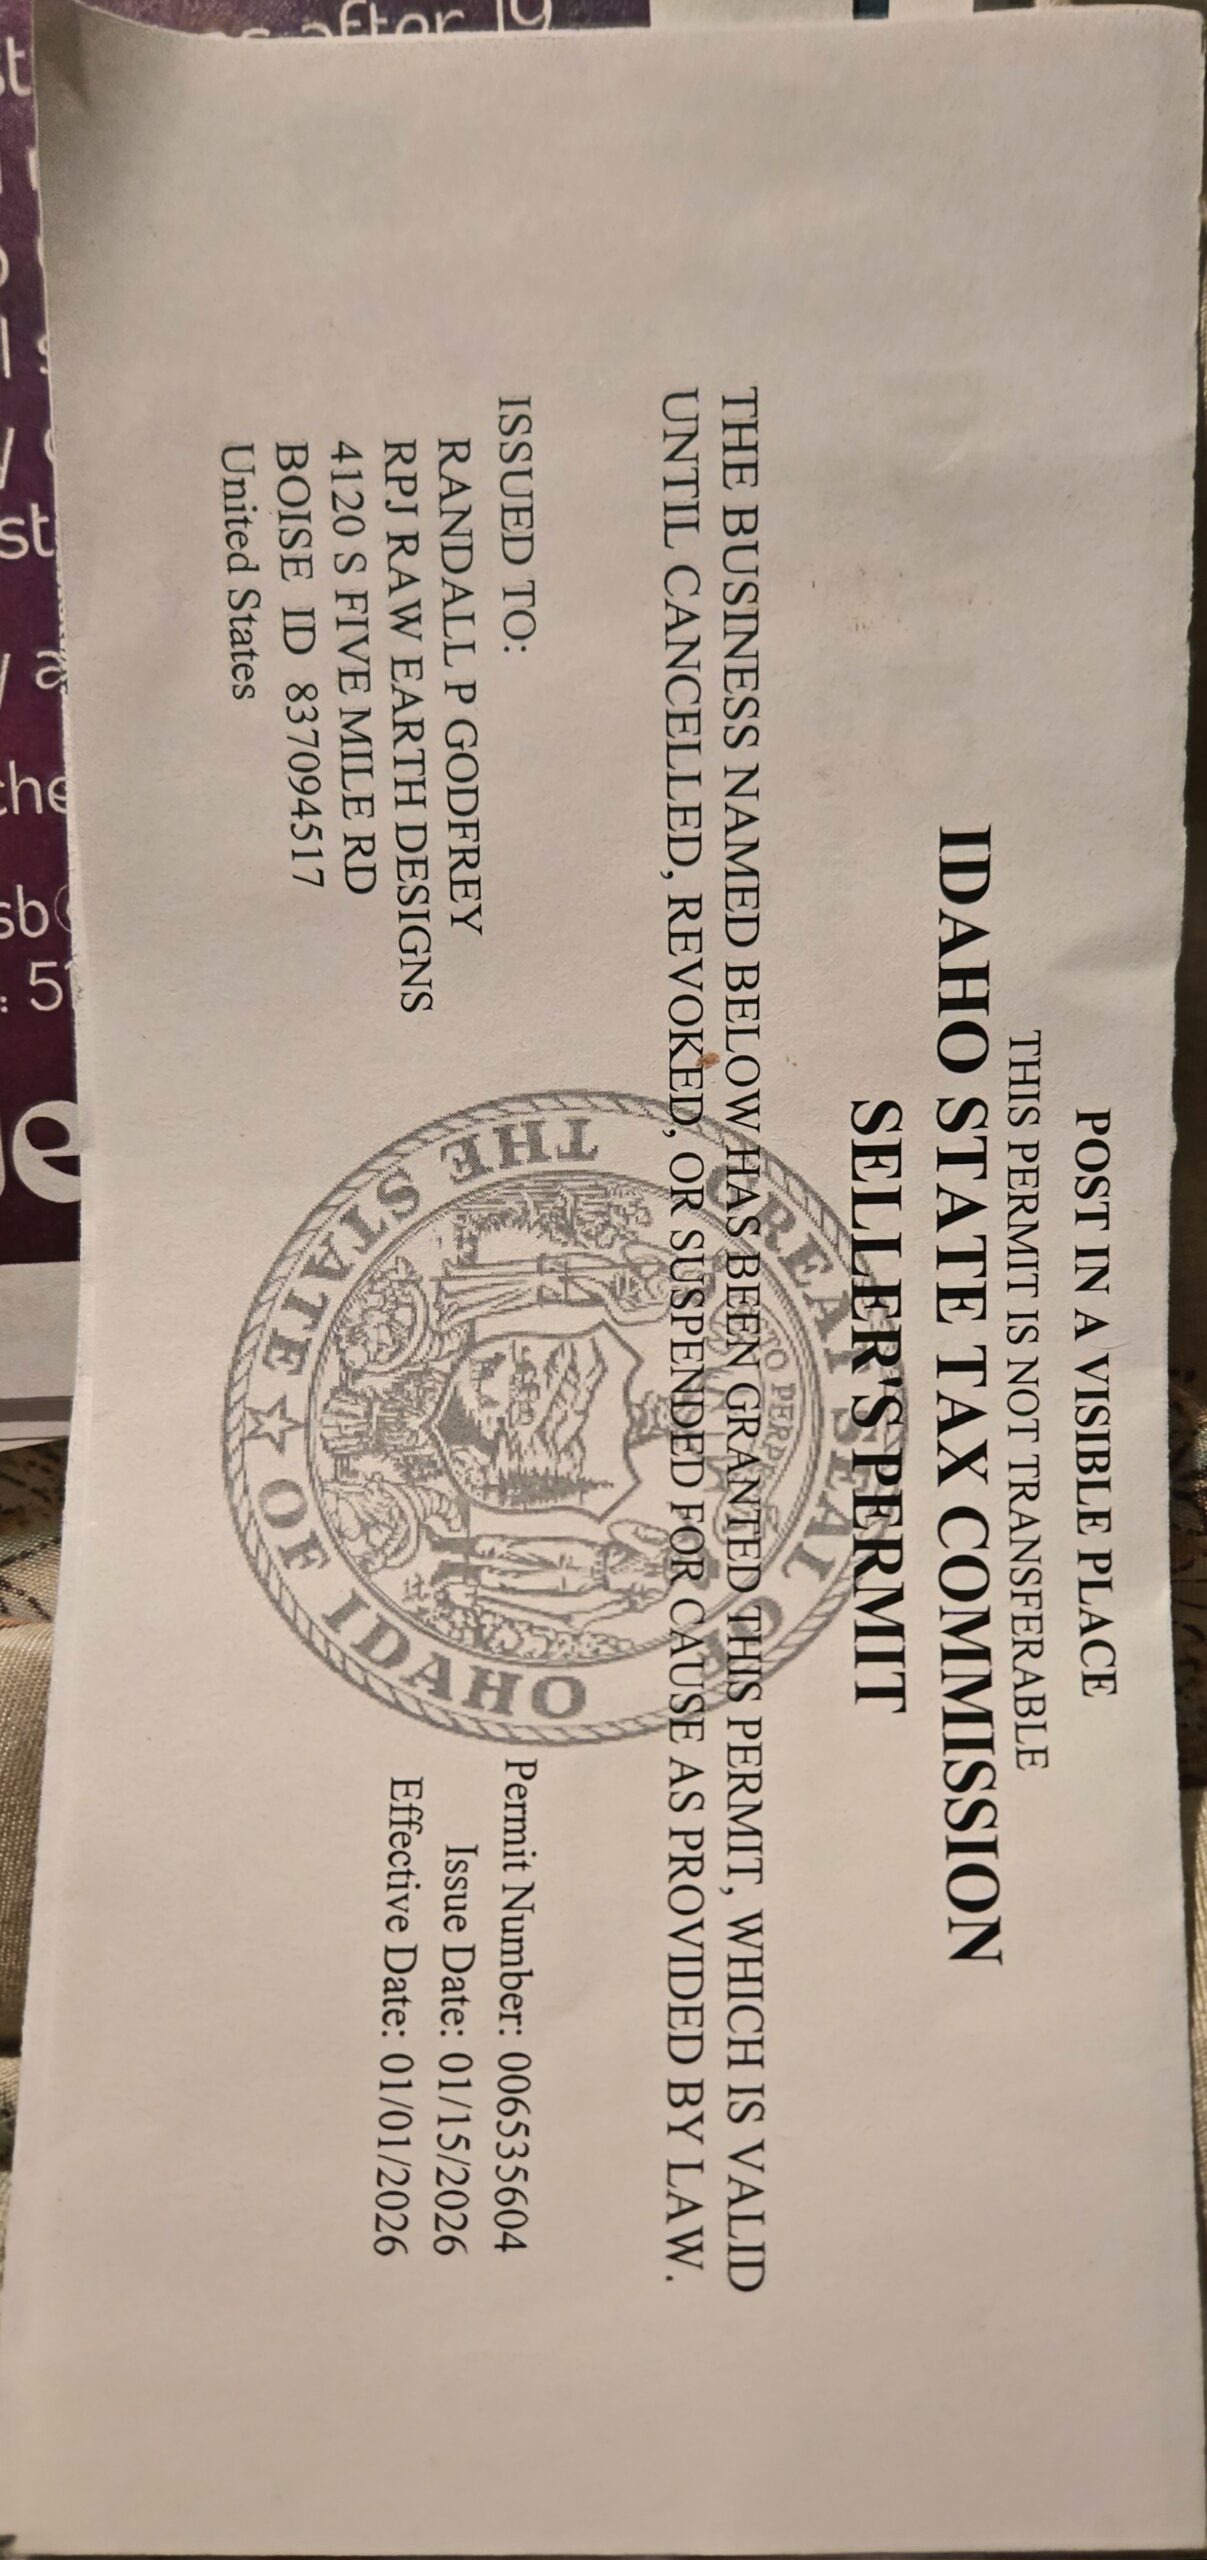 POST IN A VISIBLE PLACE
THIS PERMIT IS NOT TRANSFERABLE
IDAHO STATE TAX COMMISSION
SELLER'S PERMIT
THE BUSINESS NAMED BELOW HAS BEEN GRANTED THIS PERMIT, WHICH IS VALID
UNTIL CANCELLED, REVOKED, OR SUSPENDED FOR CAUSE AS PROVIDED BY LAW.
ISSUED TO:
RANDALL P GODFREY
RPJ RAW EARTH DESIGNS
4120 S FIVE MILE RD
BOISE ID 837094517
United States
Permit Number: 006535604
Issue Date: 01/15/2026
Effective Date: 01/01/2026
GREAT SEAL OF
THE STATE ★ OF IDAHO
after 19